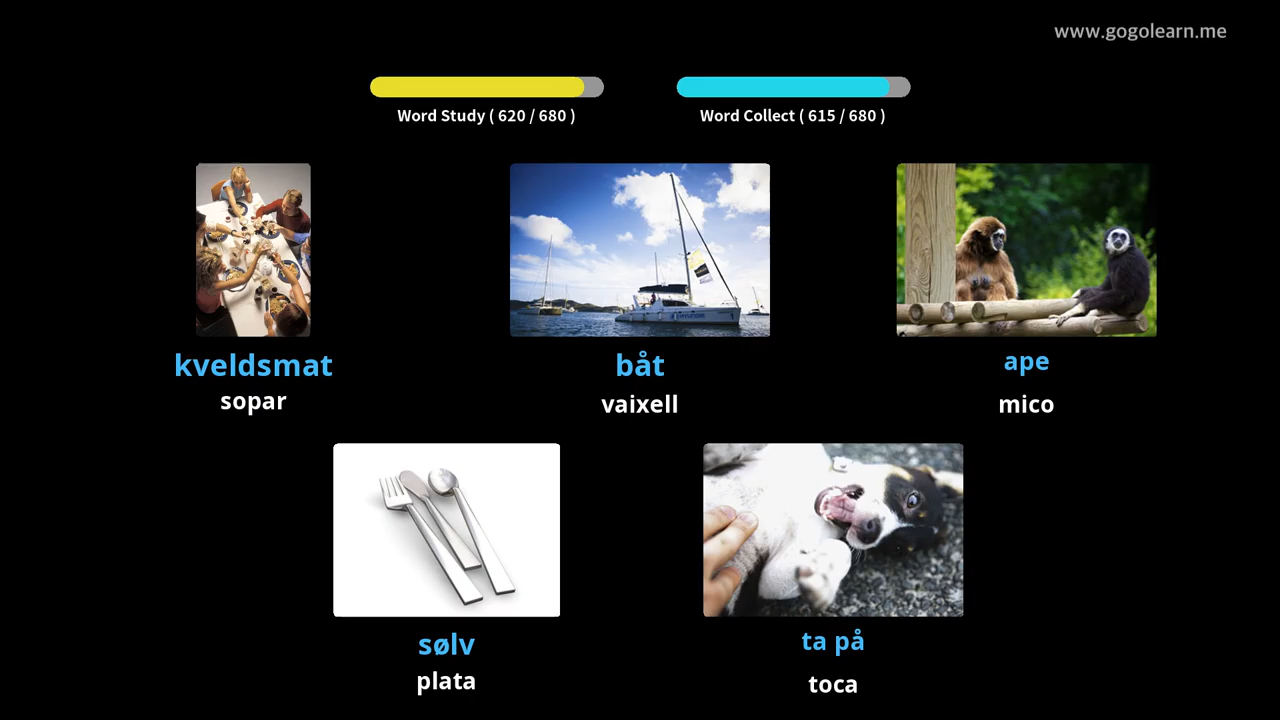 www.gogolearn.me
Word Study ( 620 / 680 )
Word Collect ( 615 / 680 )
kveldsmat
sopar
båt
vaixell
ape
mico
sølv
plata
ta på
toca